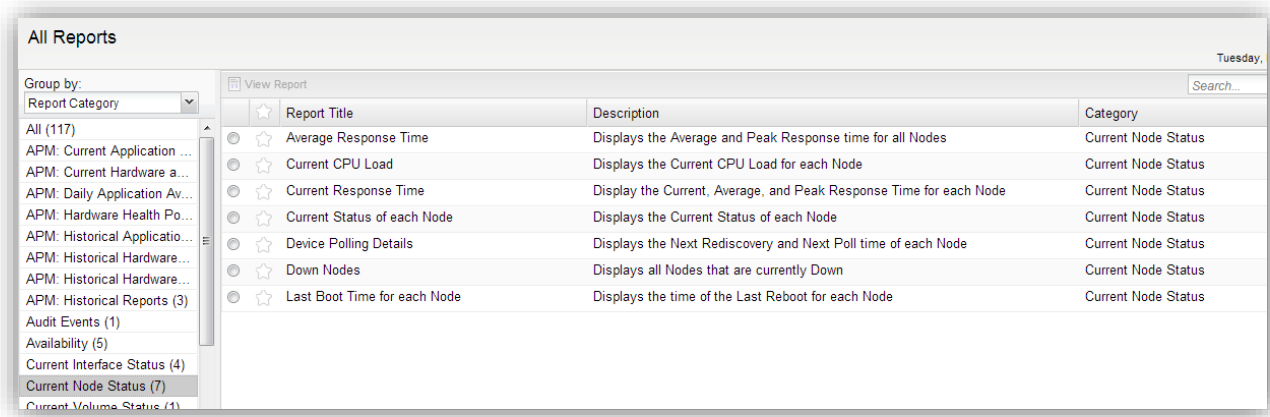 All Reports
Tuesday,
Group by:
Report Category
View Report
Search...
Report Title Description Category
All (117)
APM: Current Application ...
APM: Current Hardware a...
APM: Daily Application Av...
APM: Hardware Health Po...
APM: Historical Applicatio...
APM: Historical Hardware...
APM: Historical Hardware...
APM: Historical Reports (3)
Audit Events (1)
Availability (5)
Current Interface Status (4)
Current Node Status (7)
Current Volume Status (1)
Average Response Time Displays the Average and Peak Response time for all Nodes Current Node Status
Current CPU Load Displays the Current CPU Load for each Node Current Node Status
Current Response Time Display the Current, Average, and Peak Response Time for each Node Current Node Status
Current Status of each Node Displays the Current Status of each Node Current Node Status
Device Polling Details Displays the Next Rediscovery and Next Poll time of each Node Current Node Status
Down Nodes Displays all Nodes that are currently Down Current Node Status
Last Boot Time for each Node Displays the time of the Last Reboot for each Node Current Node Status